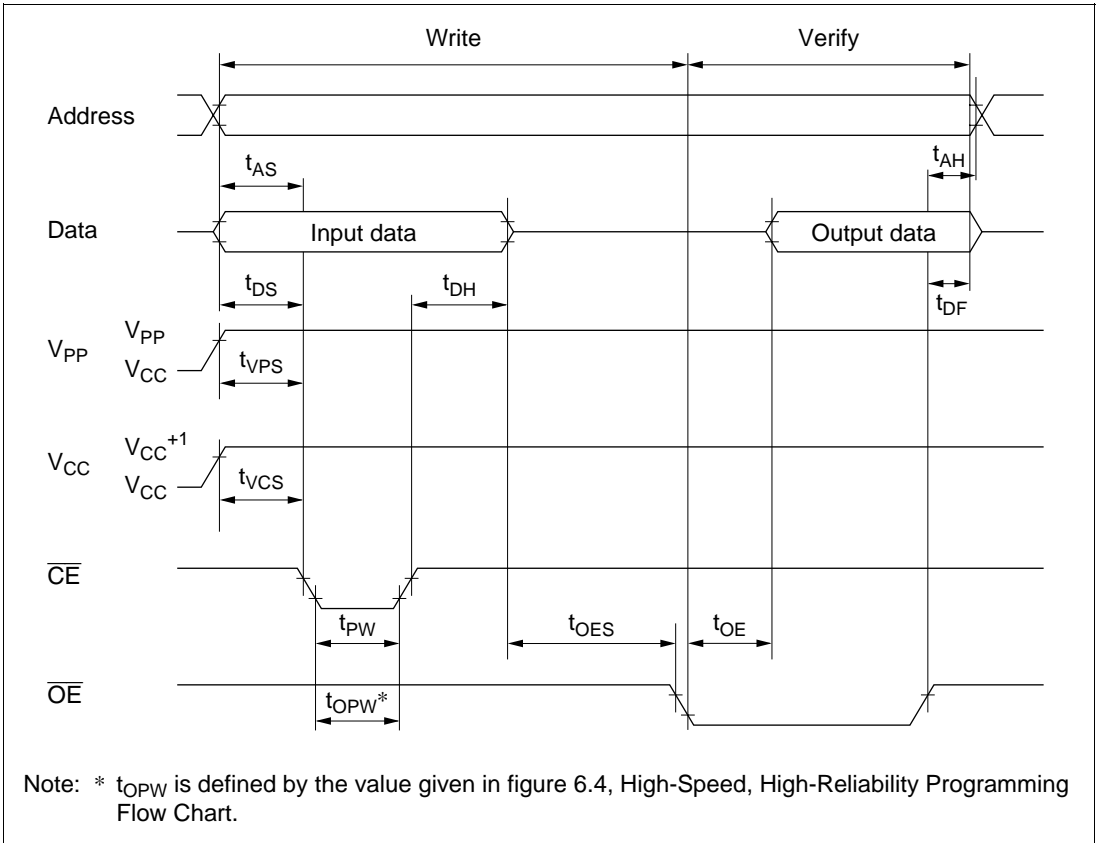 Write
Verify
Address
tAS
tAH
Data
Input data
Output data
tDS
tDH
tDF
VPP
VPP
VCC
tVPS
VCC
VCC+1
VCC
tVCS
CE
tPW
tOES
tOE
OE
tOPW*
Note: * tOPW is defined by the value given in figure 6.4, High-Speed, High-Reliability Programming
Flow Chart.